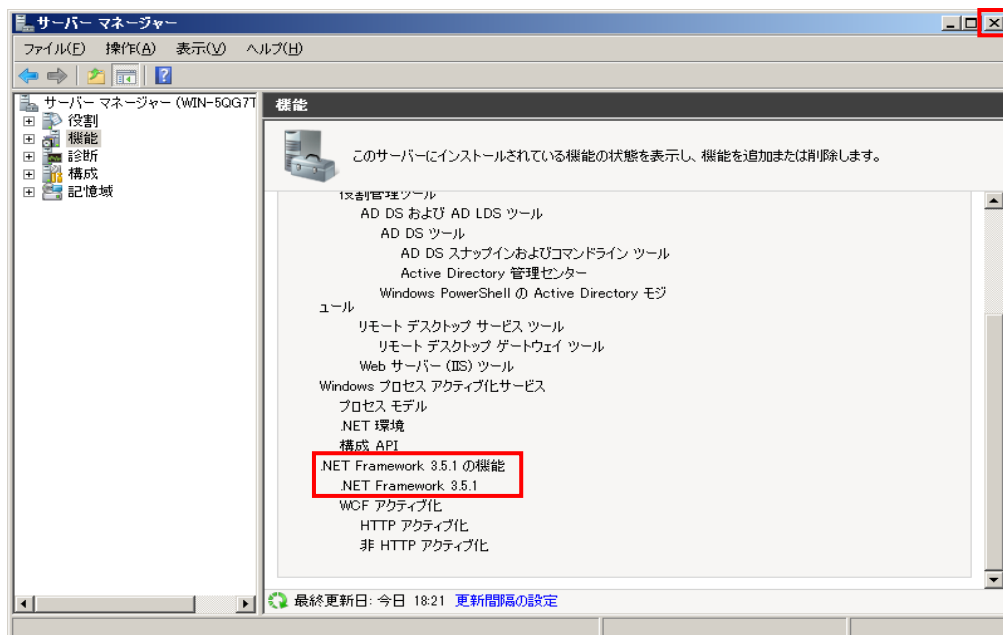 サーバー マネージャー
ファイル(F) 操作(A) 表示(V) ヘルプ(H)
サーバー マネージャー (WIN-5QG7T
役割
機能
診断
構成
記憶域
機能
このサーバーにインストールされている機能の状態を表示し、機能を追加または削除します。
役割管理ツール
AD DS および AD LDS ツール
AD DS ツール
AD DS スナップインおよびコマンドライン ツール
Active Directory 管理センター
Windows PowerShell の Active Directory モジ
ュール
リモート デスクトップ サービス ツール
リモート デスクトップ ゲートウェイ ツール
Web サーバー (IIS) ツール
Windows プロセス アクティブ化サービス
プロセス モデル
.NET 環境
構成 API
.NET Framework 3.5.1 の機能
.NET Framework 3.5.1
WCF アクティブ化
HTTP アクティブ化
非 HTTP アクティブ化
最終更新日: 今日 18:21 更新間隔の設定